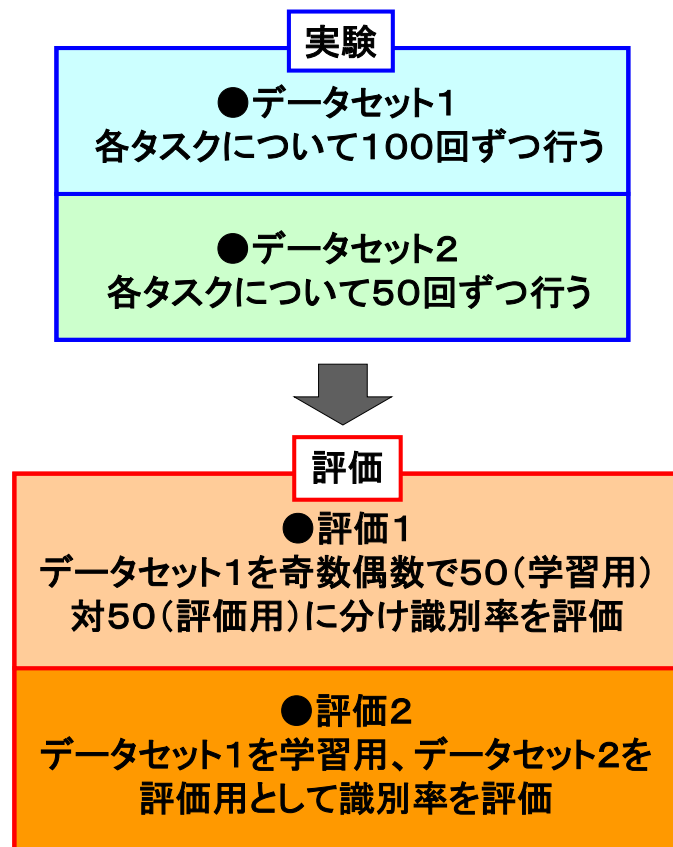 実験
●データセット1
各タスクについて100回ずつ行う
●データセット2
各タスクについて50回ずつ行う
評価
●評価1
データセット1を奇数偶数で50(学習用)
対50(評価用)に分け識別率を評価
●評価2
データセット1を学習用、データセット2を
評価用として識別率を評価